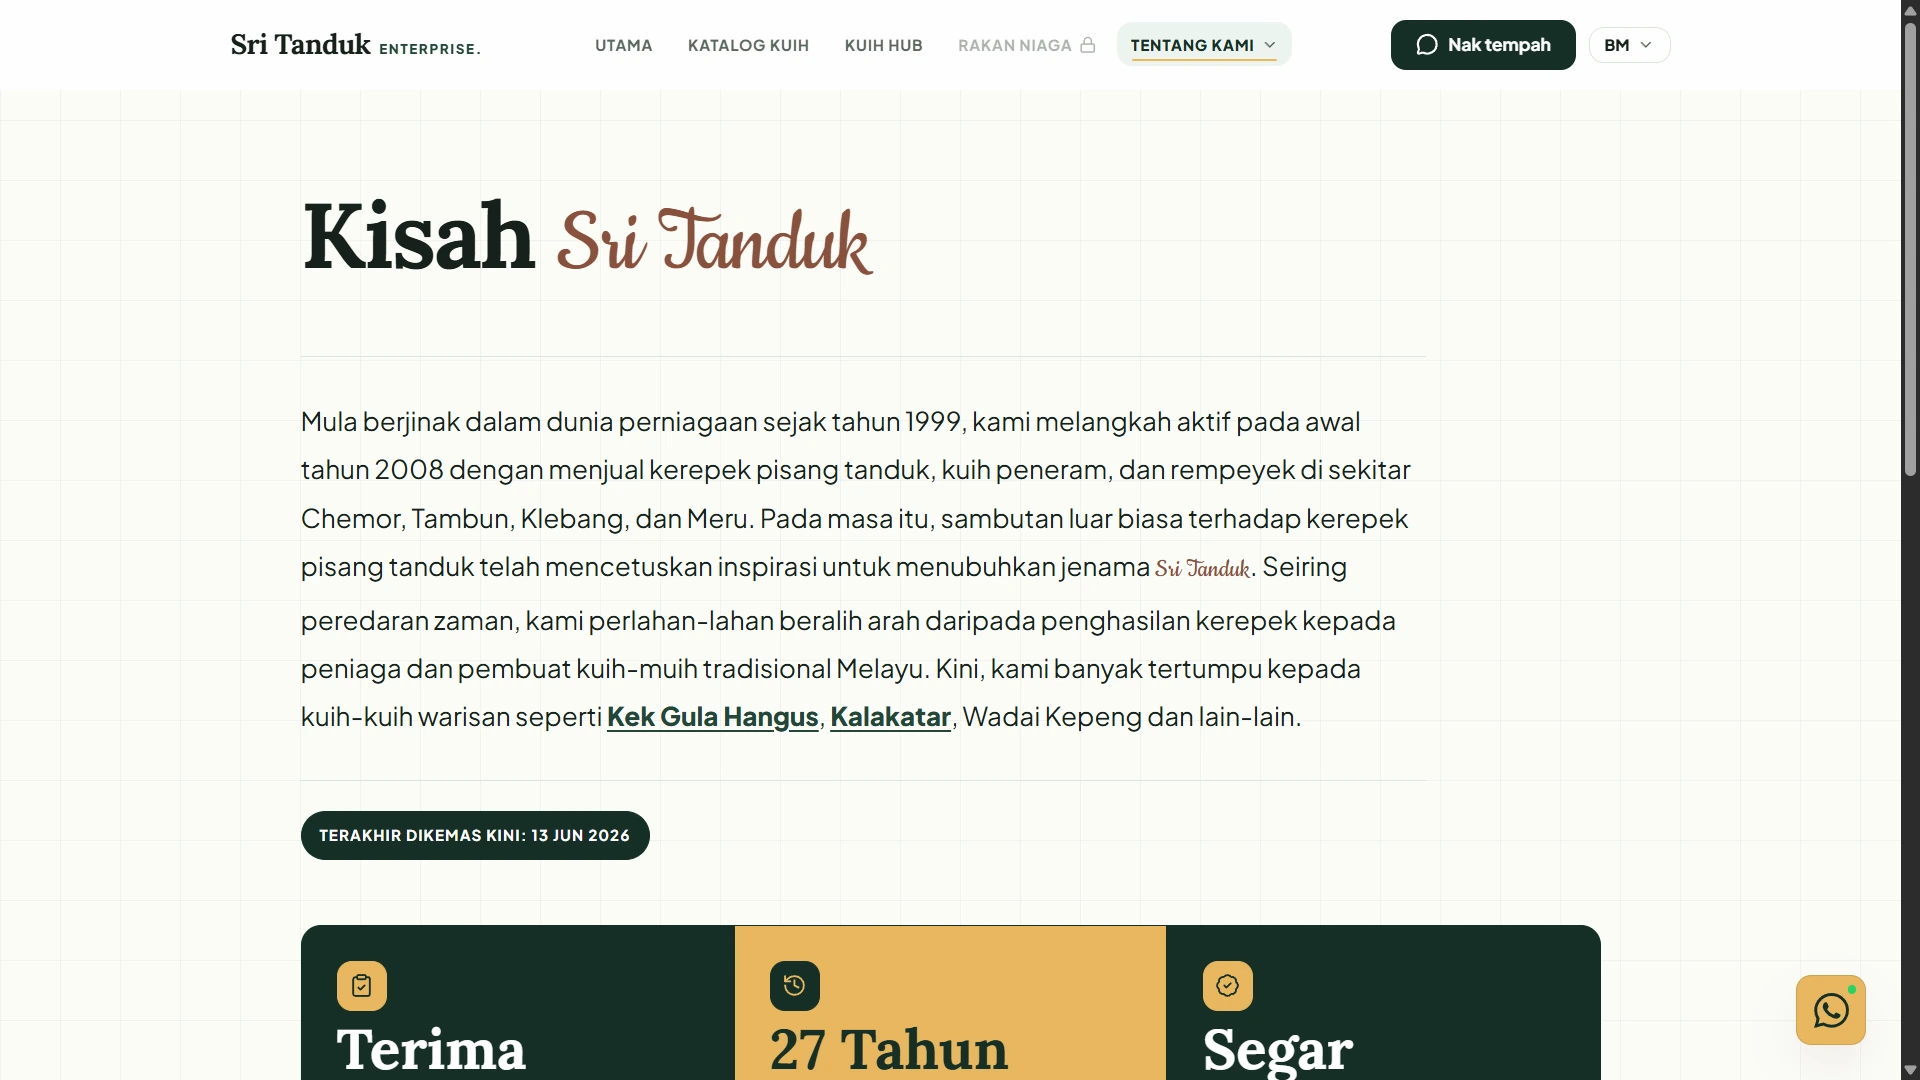 Sri Tanduk ENTERPRISE.
UTAMA
KATALOG KUIH
KUIH HUB
RAKAN NIAGA
TENTANG KAMI
Nak tempah
BM
Kisah Sri Tanduk
Mula berjinak dalam dunia perniagaan sejak tahun 1999, kami melangkah aktif pada awal
tahun 2008 dengan menjual kerepek pisang tanduk, kuih peneram, dan rempeyek di sekitar
Chemor, Tambun, Klebang, dan Meru. Pada masa itu, sambutan luar biasa terhadap kerepek
pisang tanduk telah mencetuskan inspirasi untuk menubuhkan jenama Sri Tanduk. Seiring
peredaran zaman, kami perlahan-lahan beralih arah daripada penghasilan kerepek kepada
peniaga dan pembuat kuih-muih tradisional Melayu. Kini, kami banyak tertumpu kepada
kuih-kuih warisan seperti Kek Gula Hangus, Kalakatar, Wadai Kepeng dan lain-lain.
TERAKHIR DIKEMAS KINI: 13 JUN 2026
Terima
27 Tahun
Segar